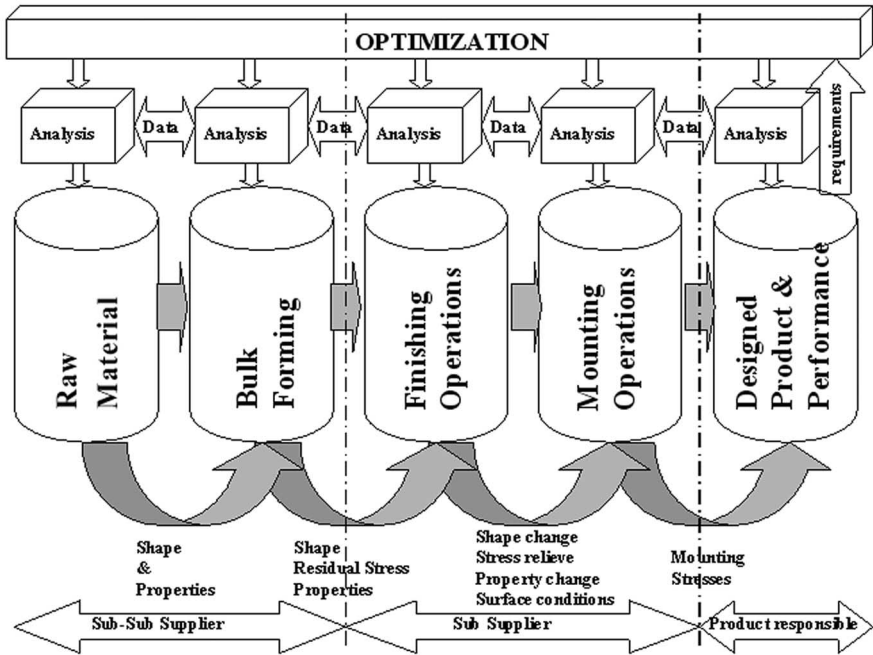 OPTIMIZATION
Analysis
Data
Analysis
Data
Analysis
Data
Analysis
Data
Analysis
requirements
Raw
Material
Bulk
Forming
Finishing
Operations
Mounting
Operations
Designed
Product &
Performance
Shape
&
Properties
Shape
Residual Stress
Properties
Shape change
Stress relieve
Property change
Surface conditions
Mounting
Stresses
Sub-Sub Supplier
Sub Supplier
Product responsible